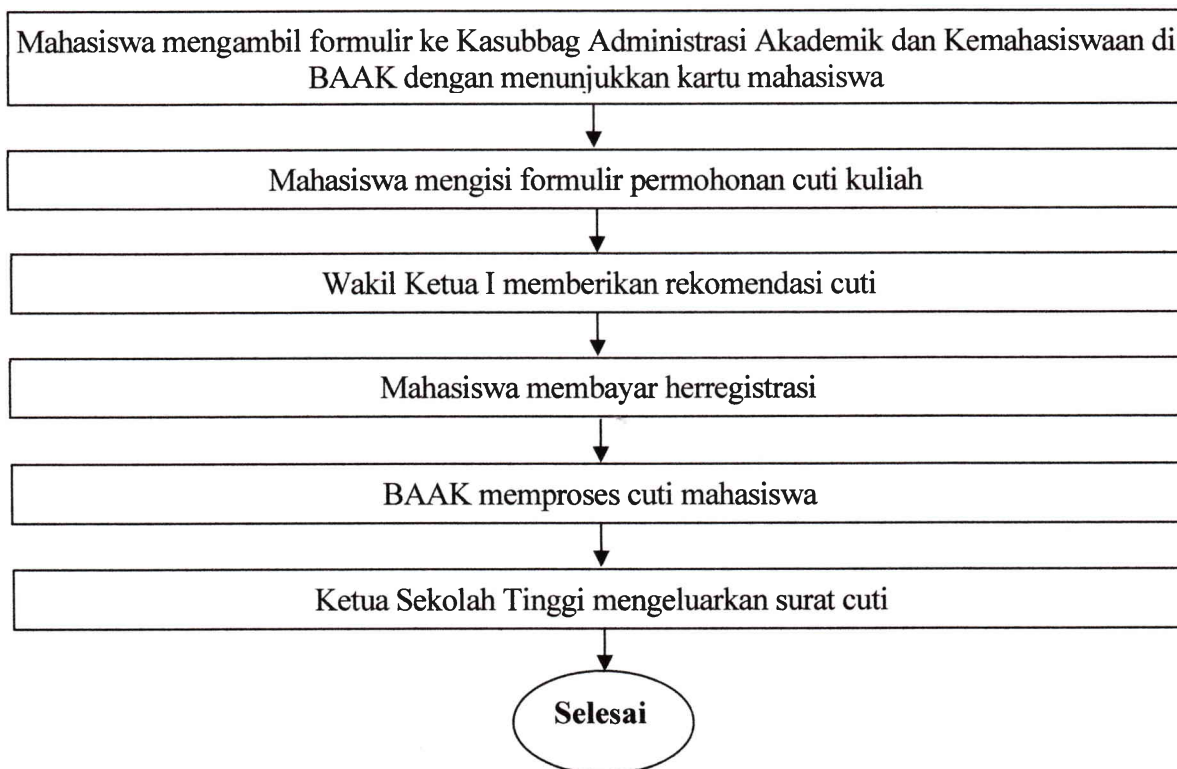 Mahasiswa mengambil formulir ke Kasubbag Administrasi Akademik dan Kemahasiswaan di
BAAK dengan menunjukkan kartu mahasiswa
Mahasiswa mengisi formulir permohonan cuti kuliah
Wakil Ketua I memberikan rekomendasi cuti
Mahasiswa membayar herregistrasi
BAAK memproses cuti mahasiswa
Ketua Sekolah Tinggi mengeluarkan surat cuti
Selesai